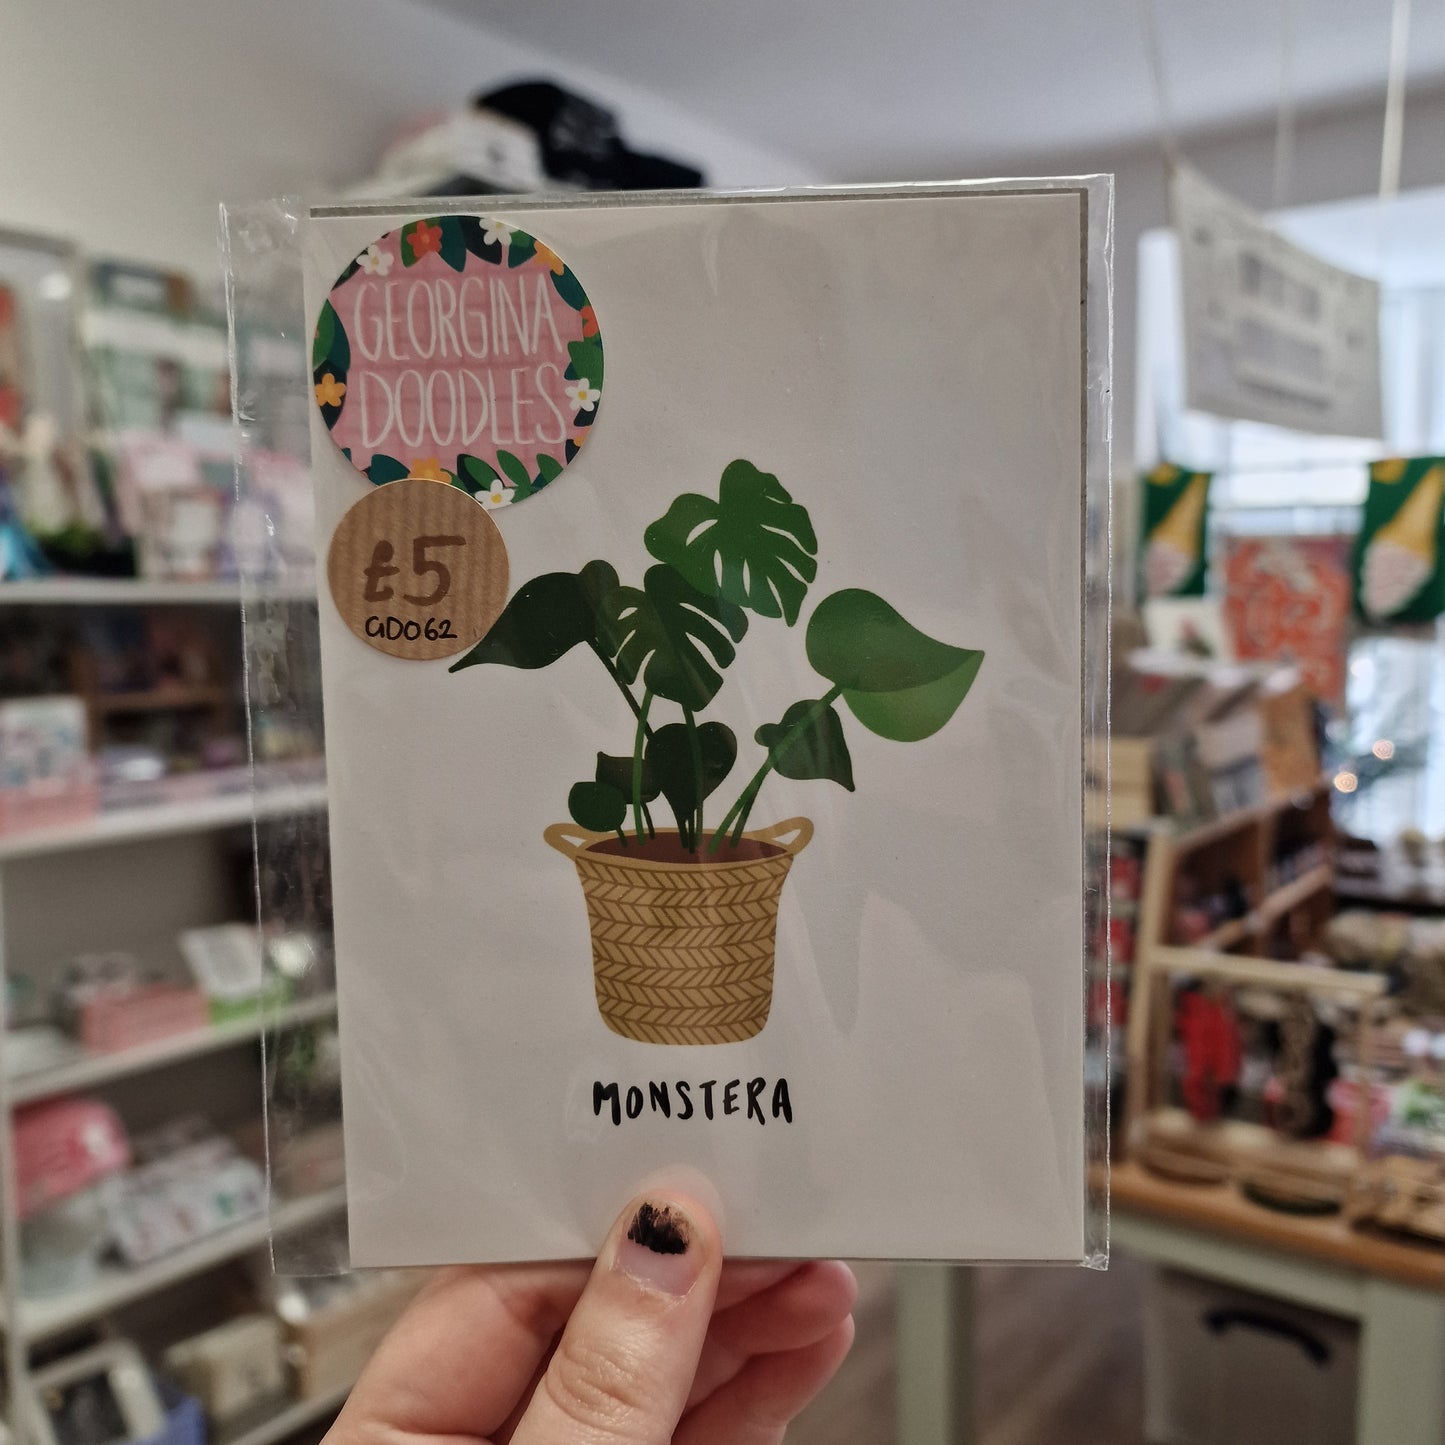 GEORGINA
DOODLES
£5
GD062
MONSTERA